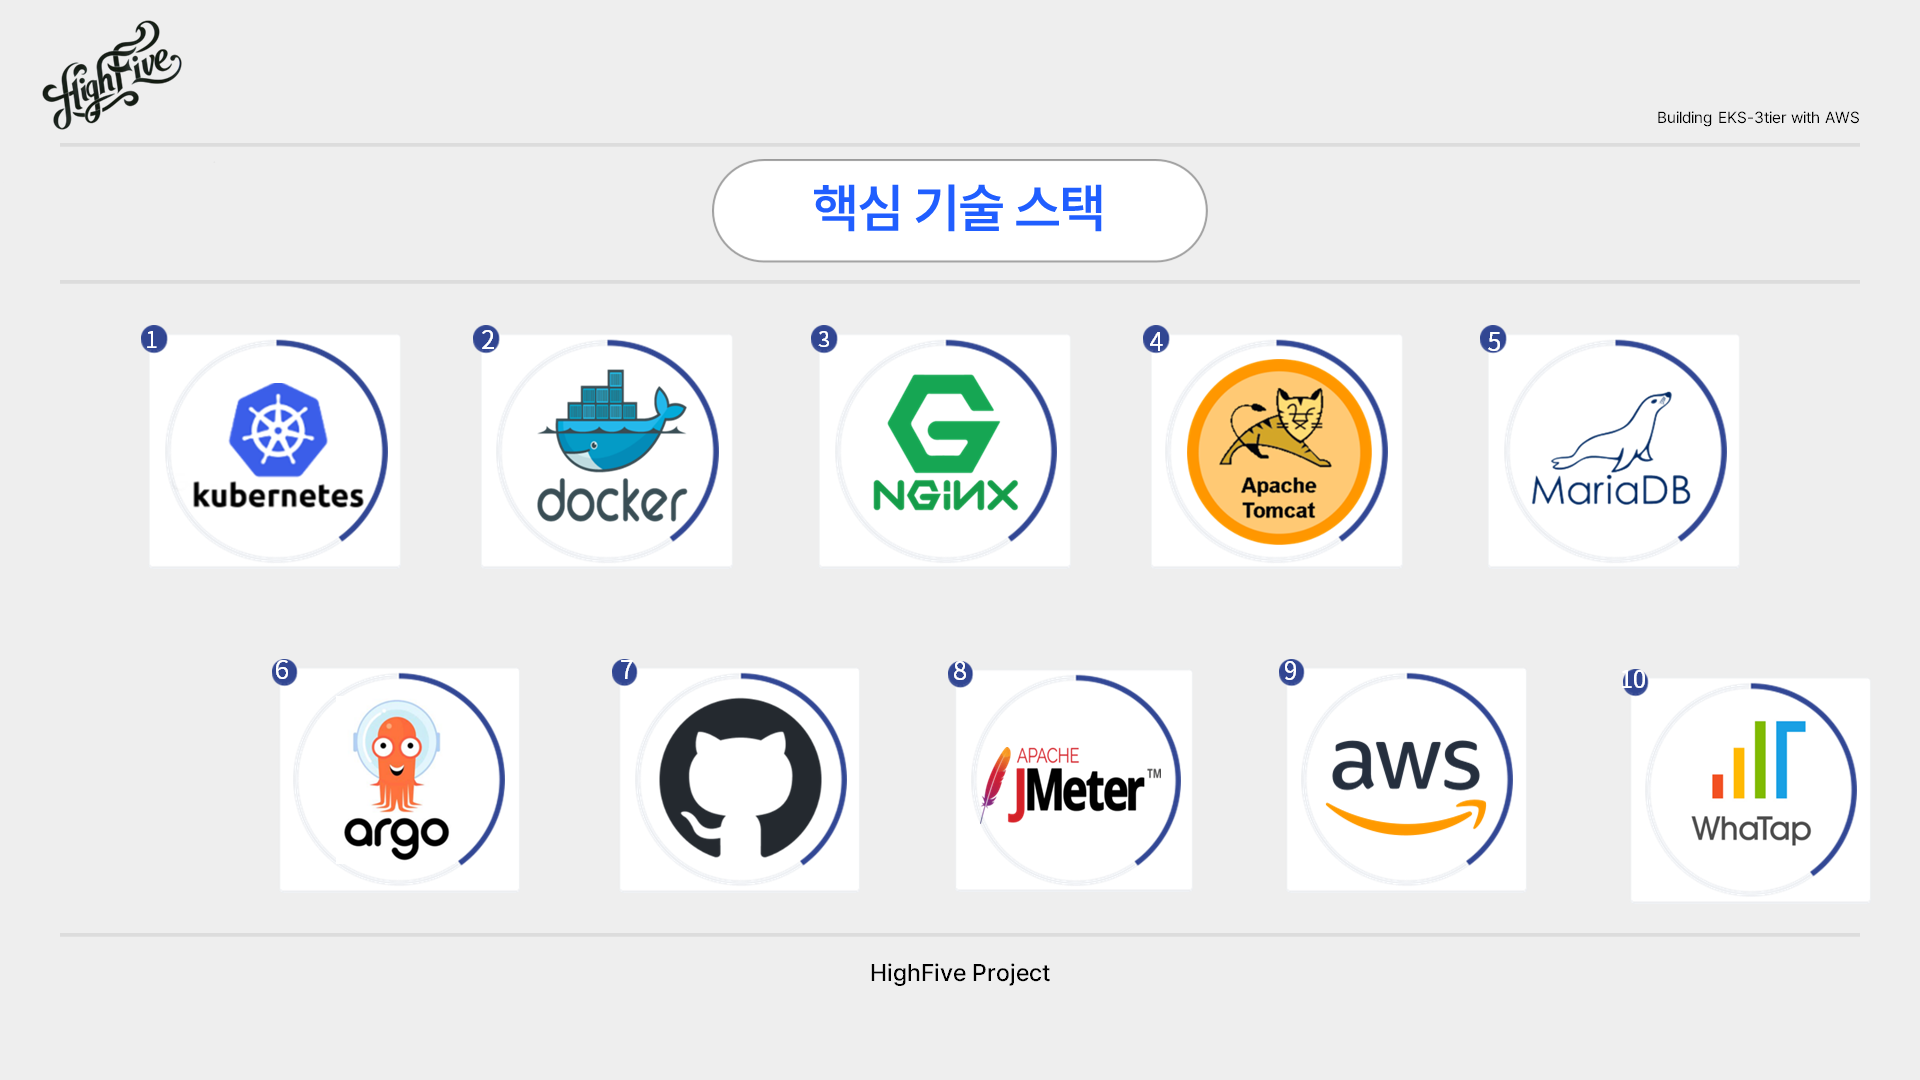 HighFive
Building EKS-3tier with AWS
핵심 기술 스택
1
kubernetes
2
docker
3
NGiNX
4
Apache
Tomcat
5
MariaDB
6
argo
7
8
APACHE
JMeter™
9
aws
10
WhaTap
HighFive Project